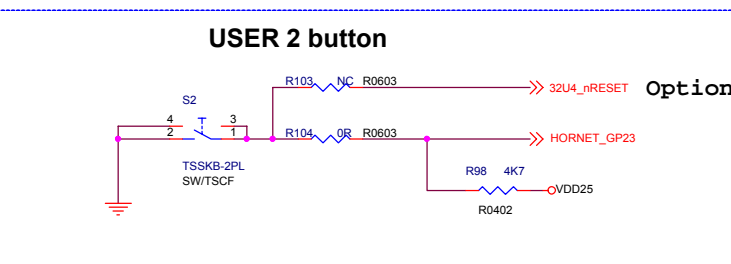 USER 2 button
R103 NC R0603
32U4_nRESET Option
S2
4 3
2 1
R104 0R R0603
HORNET_GP23
TSSKB-2PL
SW/TSCF
R98 4K7
VDD25
R0402